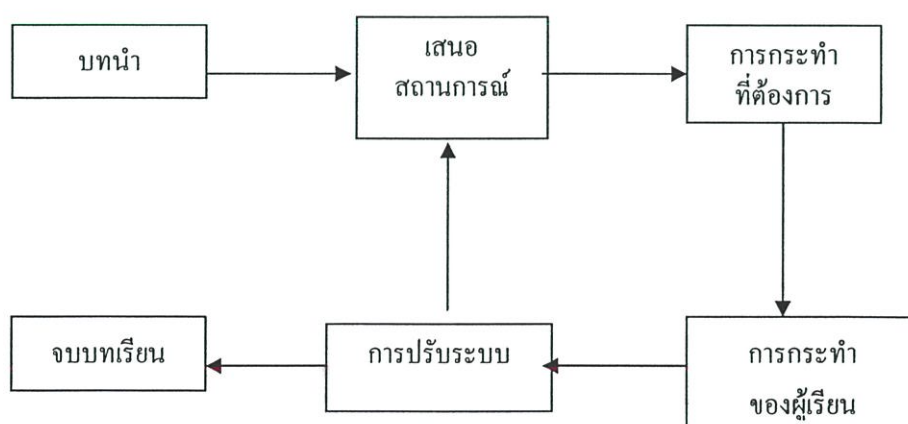 บทนำ
เสนอ
สถานการณ์
การกระทำ
ที่ต้องการ
จบบทเรียน
การปรับระบบ
การกระทำ
ของผู้เรียน